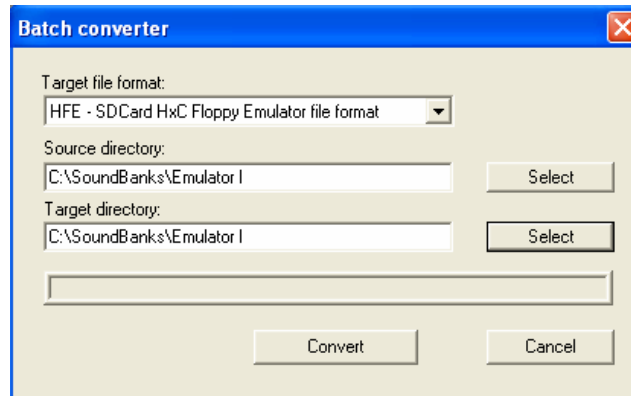 Batch converter
Target file format:
HFE - SDCard HxC Floppy Emulator file format
Source directory:
C:\SoundBanks\Emulator I
Select
Target directory:
C:\SoundBanks\Emulator I
Select
Convert
Cancel